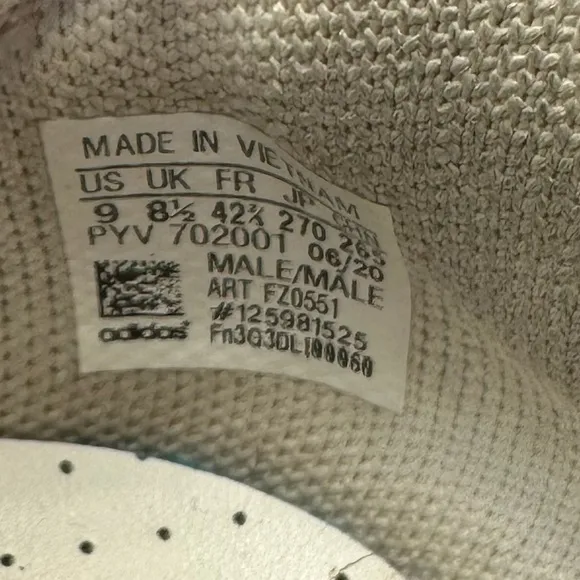 MADE IN VIETNAM
US UK FR JP CHN
9 8½ 42⅔ 270 265
PYV 702001 06/20
MALE/MALE
ART FZ0551
#125981525
adidas Fn3G3DL100060